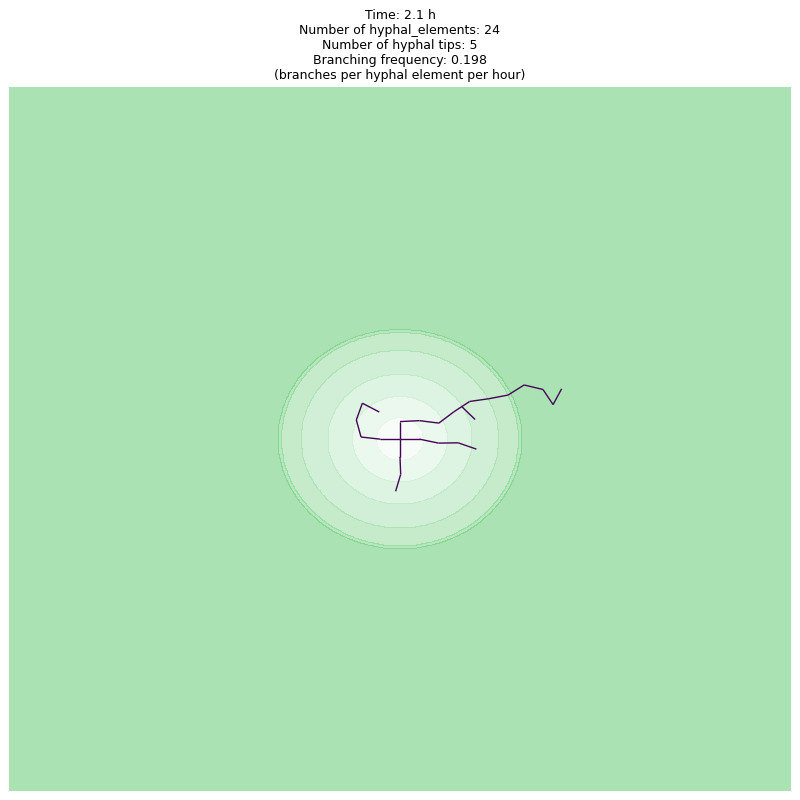 Time: 2.1 h
Number of hyphal_elements: 24
Number of hyphal tips: 5
Branching frequency: 0.198
(branches per hyphal element per hour)